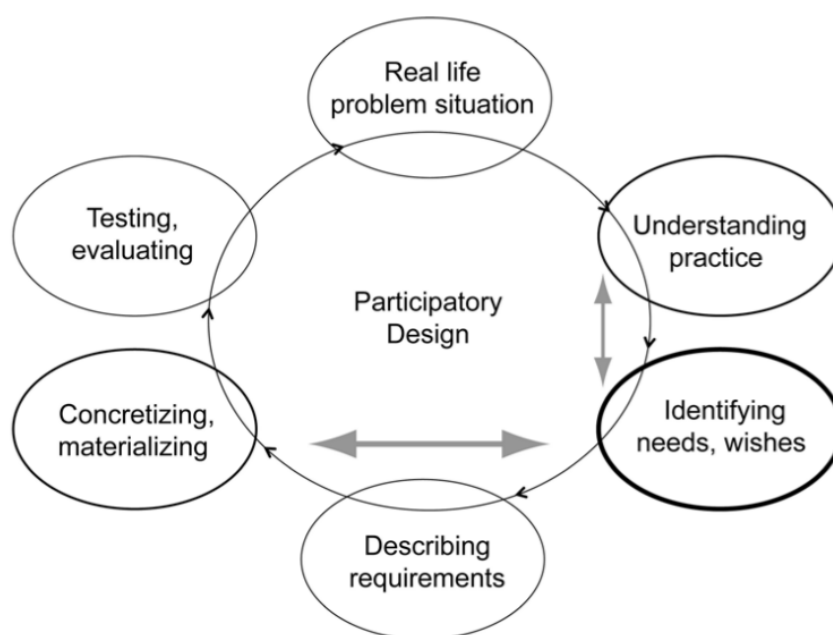 Real life
problem situation
Understanding
practice
Identifying
needs, wishes
Describing
requirements
Concretizing,
materializing
Testing,
evaluating
Participatory
Design